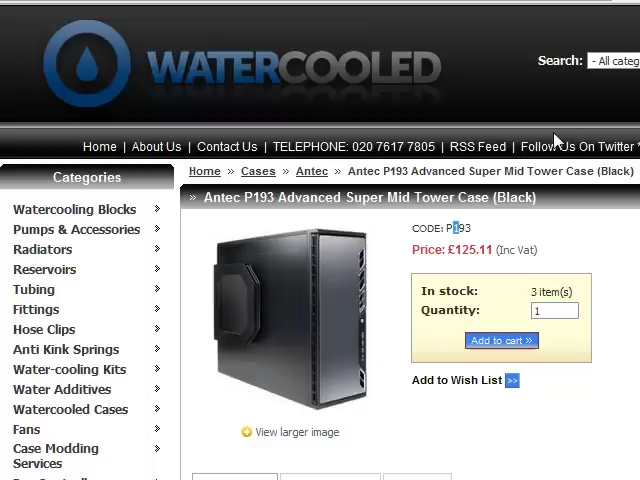 WATERCOOLED
Search:
- All categ
Home | About Us | Contact Us | TELEPHONE: 020 7617 7805 | RSS Feed | Follow Us On Twitter
Categories
Home » Cases » Antec » Antec P193 Advanced Super Mid Tower Case (Black)
» Antec P193 Advanced Super Mid Tower Case (Black)
Watercooling Blocks
Pumps & Accessories
Radiators
Reservoirs
Tubing
Fittings
Hose Clips
Anti Kink Springs
Water-cooling Kits
Water Additives
Watercooled Cases
Fans
Case Modding
Services
CODE: P193
Price: £125.11 (Inc Vat)
In stock: 3 item(s)
Quantity: 1
Add to cart »
Add to Wish List >>
View larger image